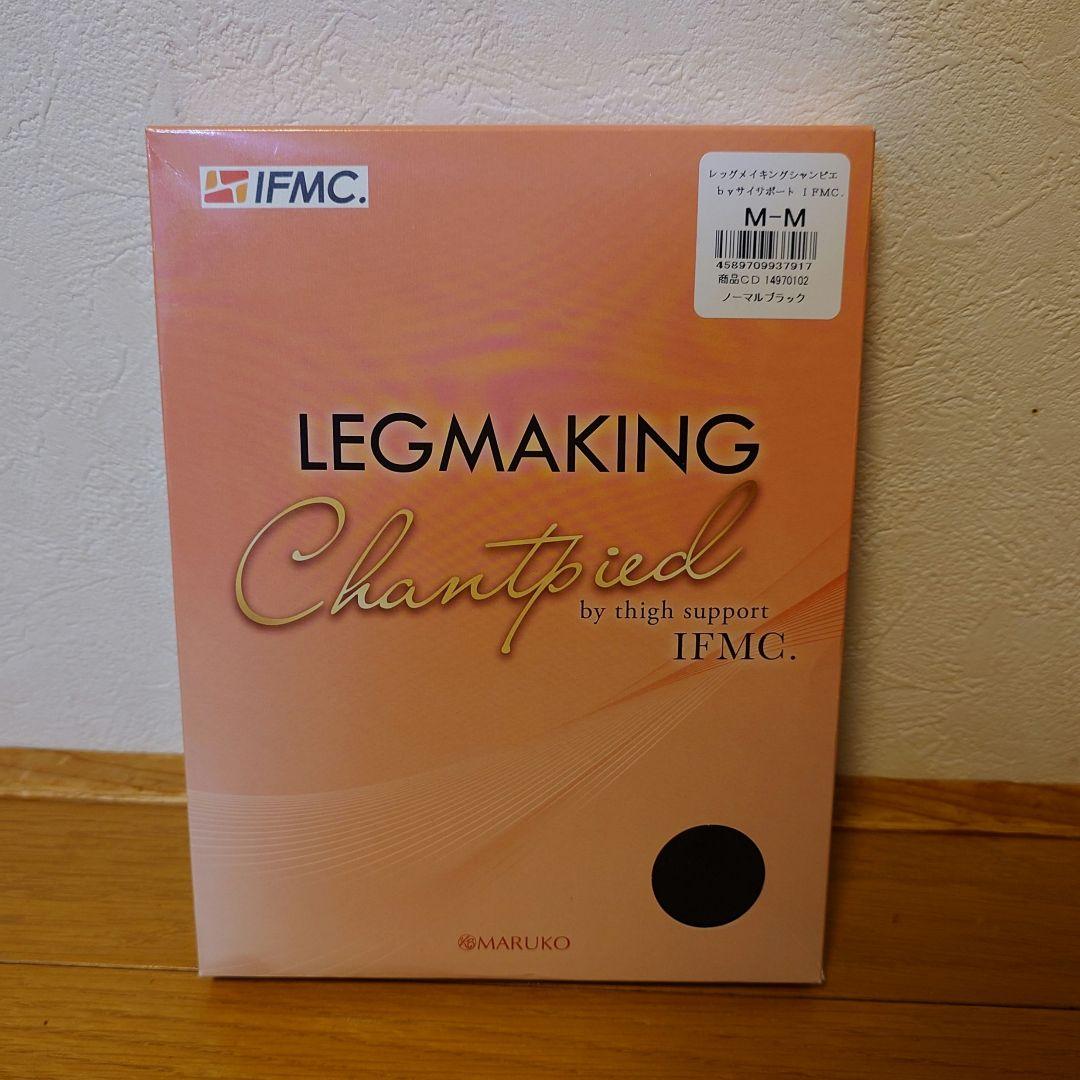 IFMC.
レッグメイキングシャンピエ
byサイサポート IFMC.
M-M
4589709937917
商品CD 14970102
ノーマルブラック
LEGMAKING
Chantpied
by thigh support
IFMC.
MARUKO